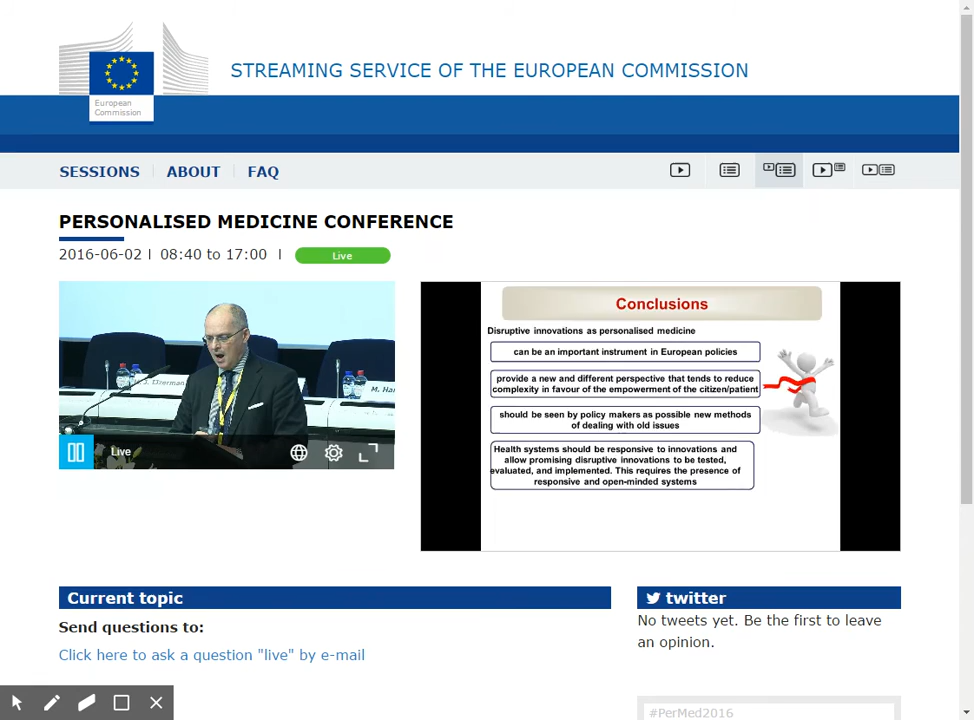 European
Commission
STREAMING SERVICE OF THE EUROPEAN COMMISSION
SESSIONS
ABOUT
FAQ
PERSONALISED MEDICINE CONFERENCE
2016-06-02 I 08:40 to 17:00 I Live
Live
Conclusions
Disruptive innovations as personalised medicine
can be an important instrument in European policies
provide a new and different perspective that tends to reduce
complexity in favour of the empowerment of the citizen/patient
should be seen by policy makers as possible new methods
of dealing with old issues
Health systems should be responsive to innovations and
allow promising disruptive innovations to be tested,
evaluated, and implemented. This requires the presence of
responsive and open-minded systems
Current topic
Send questions to:
Click here to ask a question "live" by e-mail
twitter
No tweets yet. Be the first to leave
an opinion.
#PerMed2016